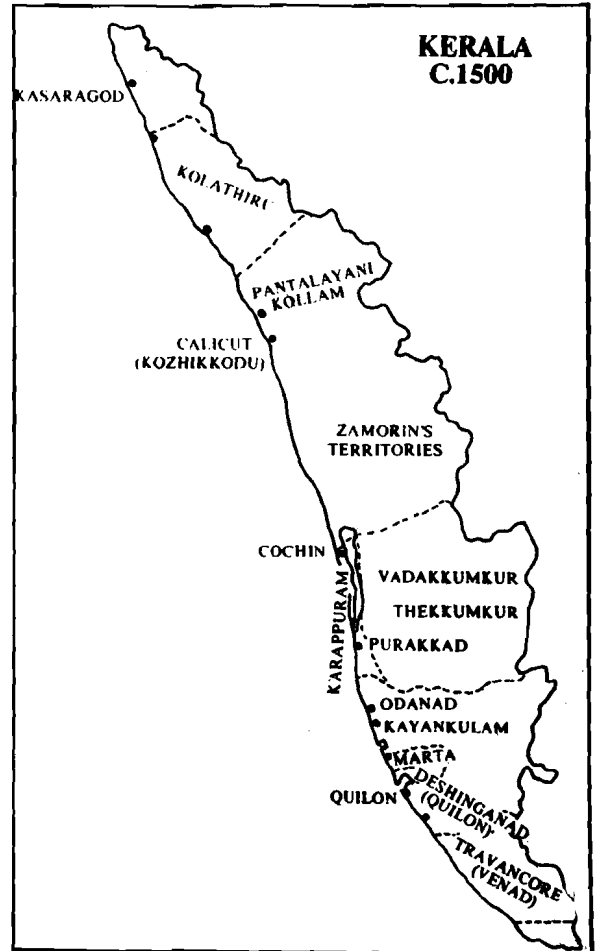 KERALA
C.1500
KASARAGOD
KOLATHIRI
PANTALAYANI
KOLLAM
CALICUT
(KOZHIKKODU)
ZAMORIN'S
TERRITORIES
COCHIN
VADAKKUMKUR
THEKKUMKUR
KARAPPURAM
PURAKKAD
ODANAD
KAYANKULAM
MARTA
DESHINGANAD
(QUILON)
QUILON
TRAVANCORE
(VENAD)